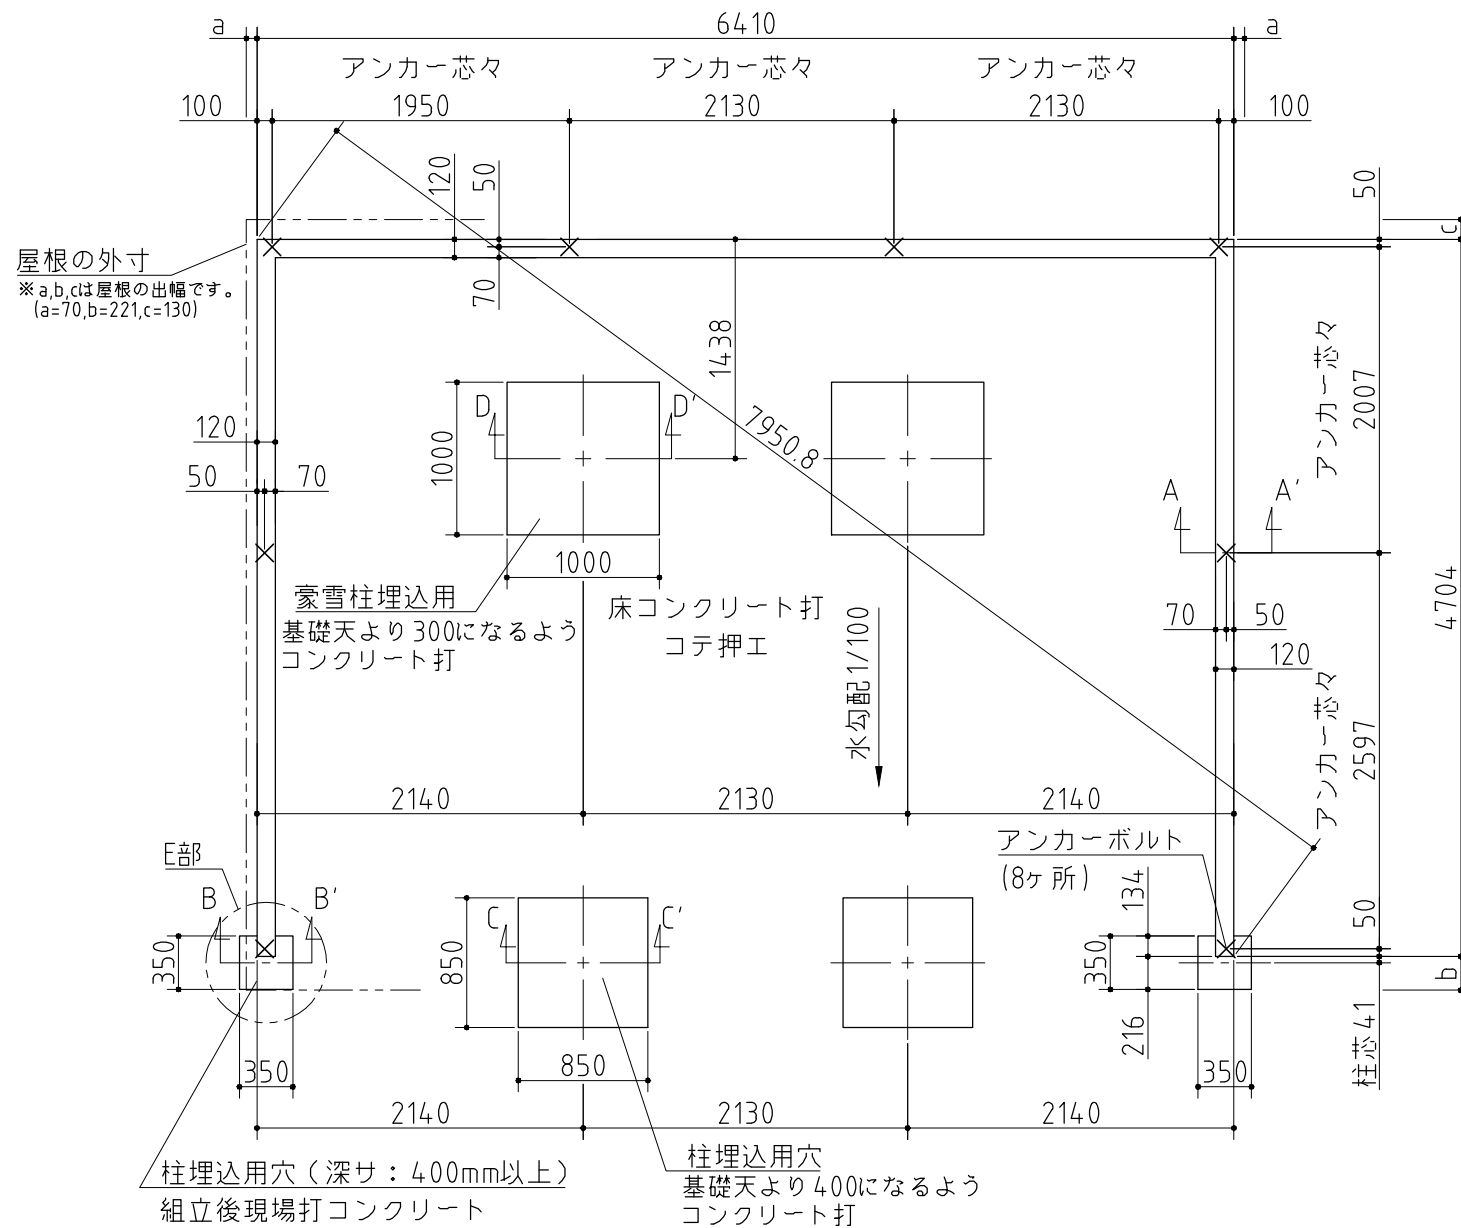 a
6410
a
アンカー芯々
アンカー芯々
アンカー芯々
100
1950
2130
2130
100
120
50
50
c
屋根の外寸
※a,b,cは屋根の出幅です。
(a=70,b=221,c=130)
70
1438
アンカー芯々
2007
D
D'
7950.8
120
1000
50
70
A
A'
1000
4704
豪雪柱埋込用
基礎天より300になるよう
コンクリート打
床コンクリート打
コテ押エ
水勾配1/100
70
50
120
アンカー芯々
2597
2140
2130
2140
E部
アンカーボルト
(8ヶ所)
B
B'
C
C'
134
50
350
850
350
b
216
柱芯41
350
850
350
2140
2130
2140
柱埋込用穴(深サ:400mm以上)
組立後現場打コンクリート
柱埋込用穴
基礎天より400になるよう
コンクリート打